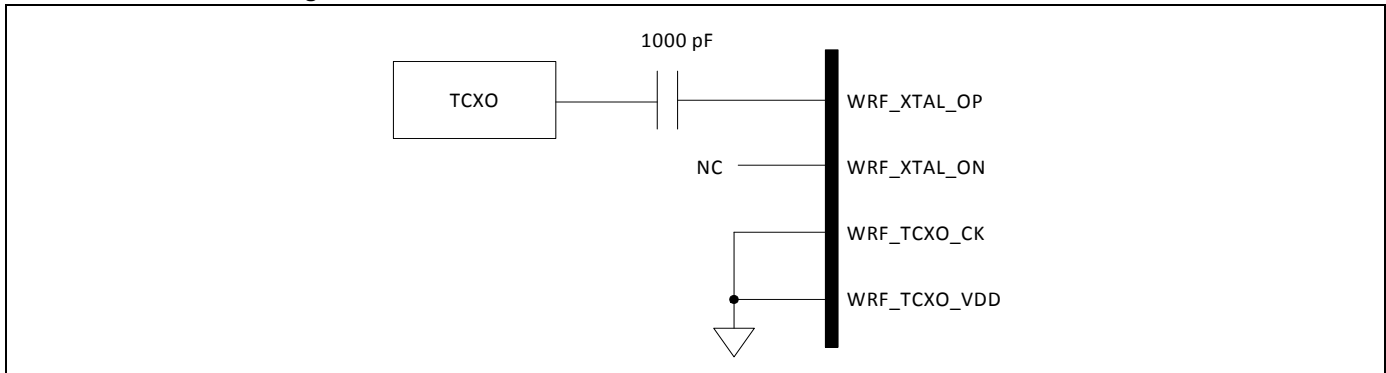 1000 pF
TCXO
WRF_XTAL_OP
NC
WRF_XTAL_ON
WRF_TCXO_CK
WRF_TCXO_VDD